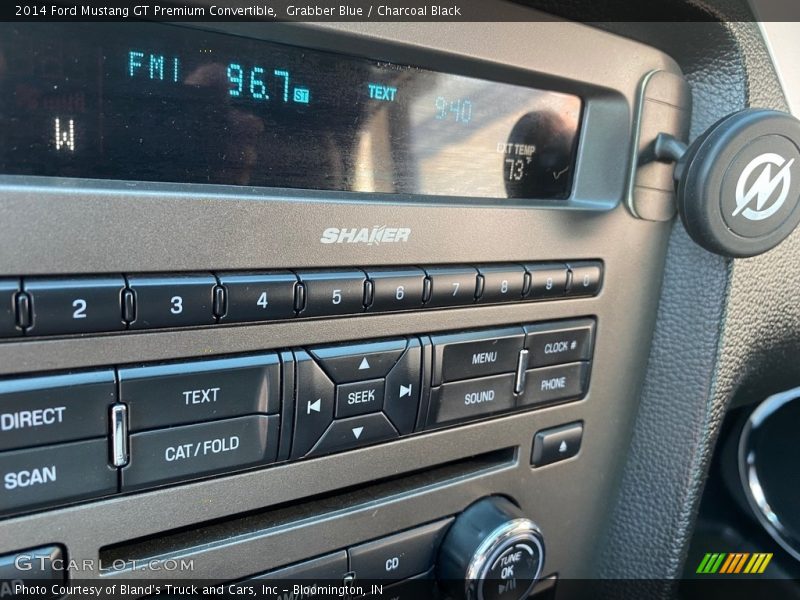 2014 Ford Mustang GT Premium Convertible, Grabber Blue / Charcoal Black
FM1 96.7 ST TEXT 9:40
W
EXT TEMP
73°F
SHAKER
2 3 4 5 6 7 8 9 0
DIRECT TEXT SEEK MENU CLOCK #
SCAN CAT/FOLD SOUND PHONE
CD
TUNE
OK
GTCARLOT.COM
Photo Courtesy of Bland's Truck and Cars, Inc - Bloomington, IN